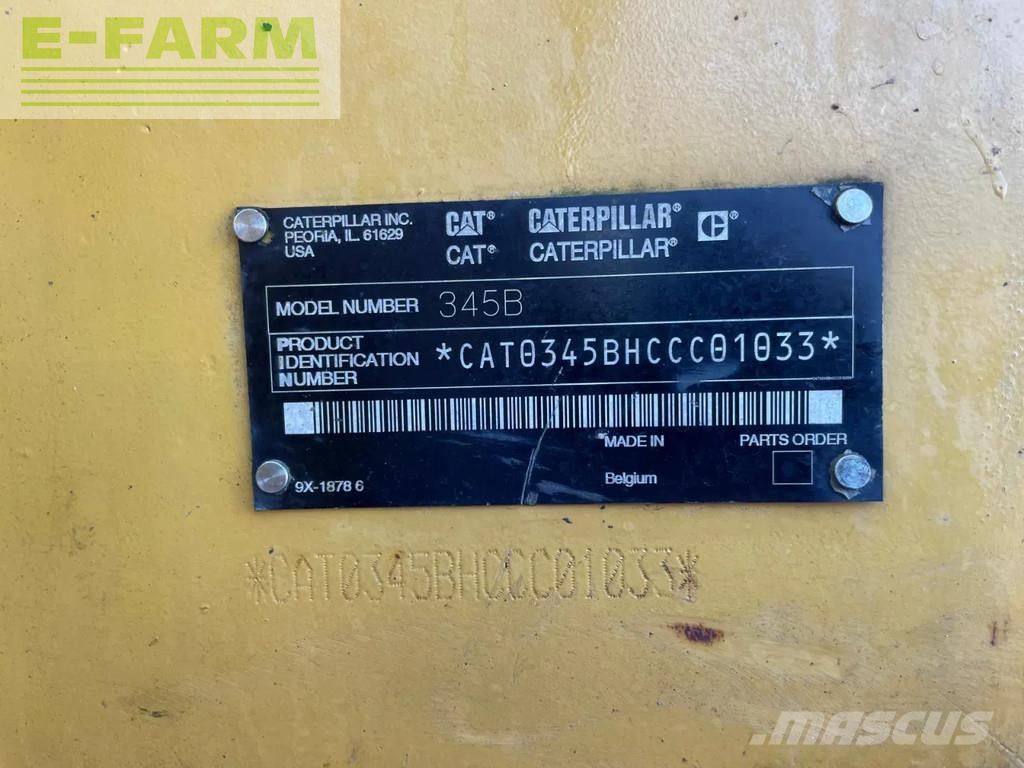 E-FARM
CATERPILLAR INC.
PEORIA, IL. 61629
USA
CAT® CATERPILLAR® C®
CAT® CATERPILLAR®
MODEL NUMBER 345B
PRODUCT
IDENTIFICATION
NUMBER
*CAT0345BHCCC01033*
MADE IN
Belgium
PARTS ORDER
9X-1878 6
*CAT0345BHCCC01033*
mascus